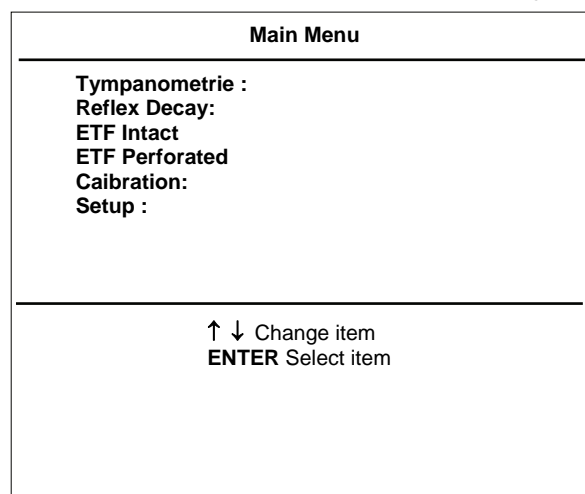 Main Menu
Tympanometrie :
Reflex Decay:
ETF Intact
ETF Perforated
Caibration:
Setup :
↑ ↓ Change item
ENTER Select item